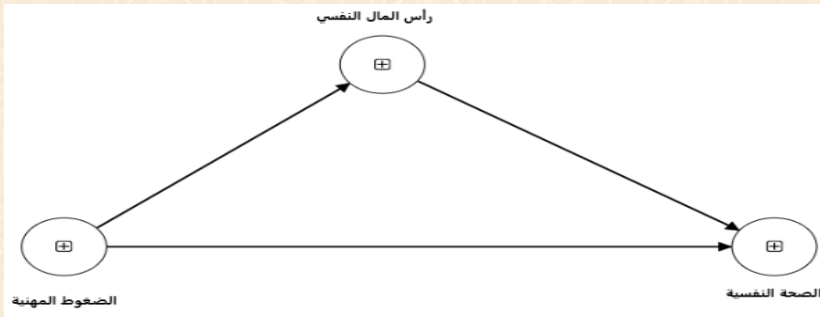 رأس المال النفسي
الصحة النفسية
الضغوط المهنية